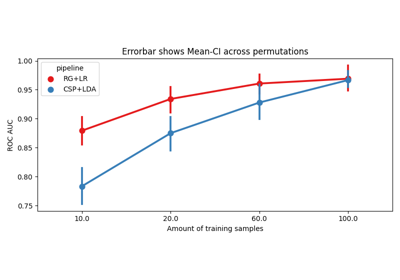 Errorbar shows Mean-CI across permutations
pipeline
RG+LR
CSP+LDA
ROC AUC
1.00
0.95
0.90
0.85
0.80
0.75
10.0 20.0 60.0 100.0
Amount of training samples